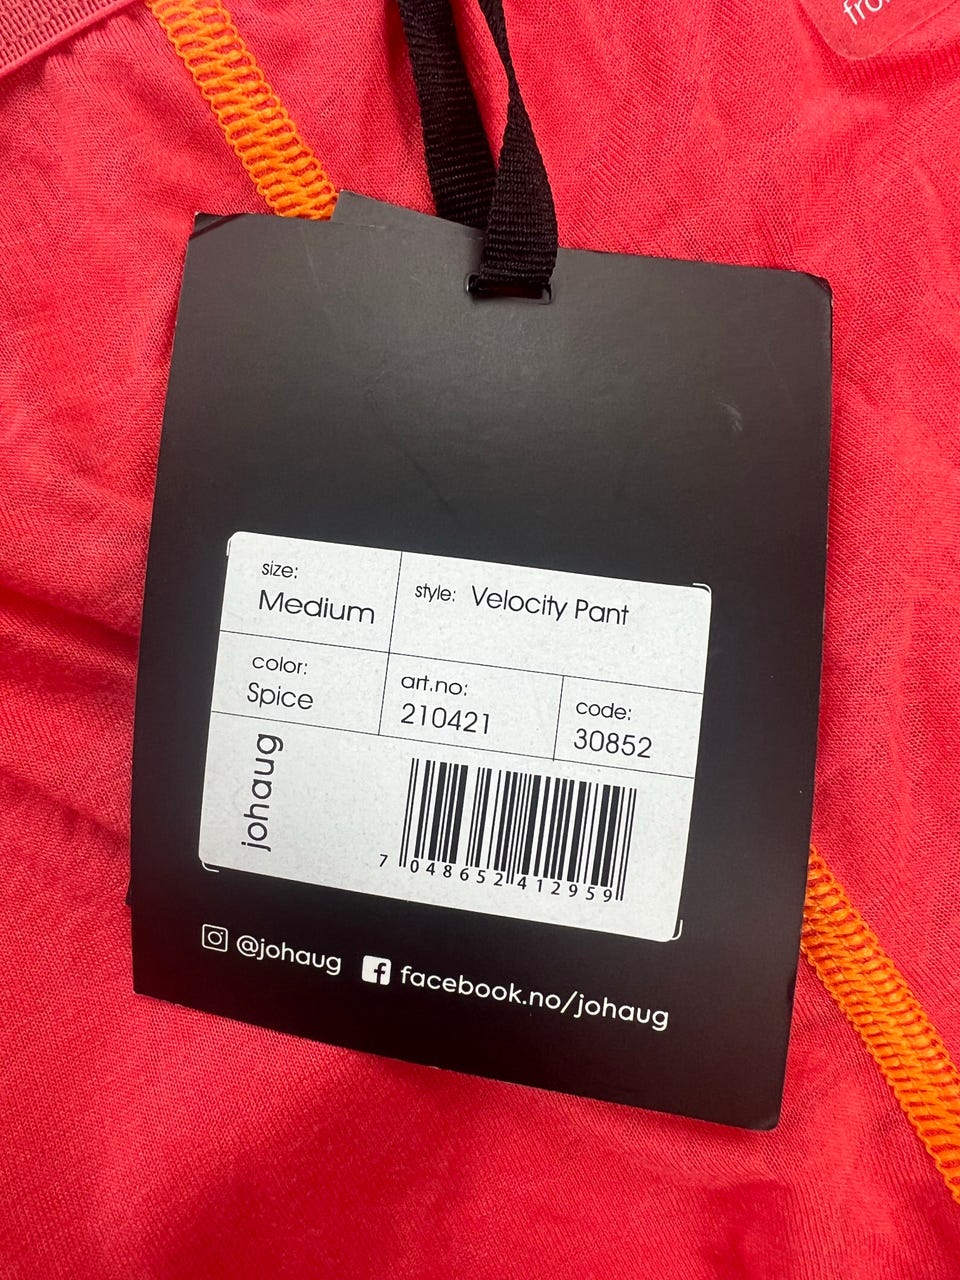 size:
Medium
style: Velocity Pant
color:
Spice
art.no:
210421
code:
30852
johaug
7 048652 412959
@johaug
facebook.no/johaug